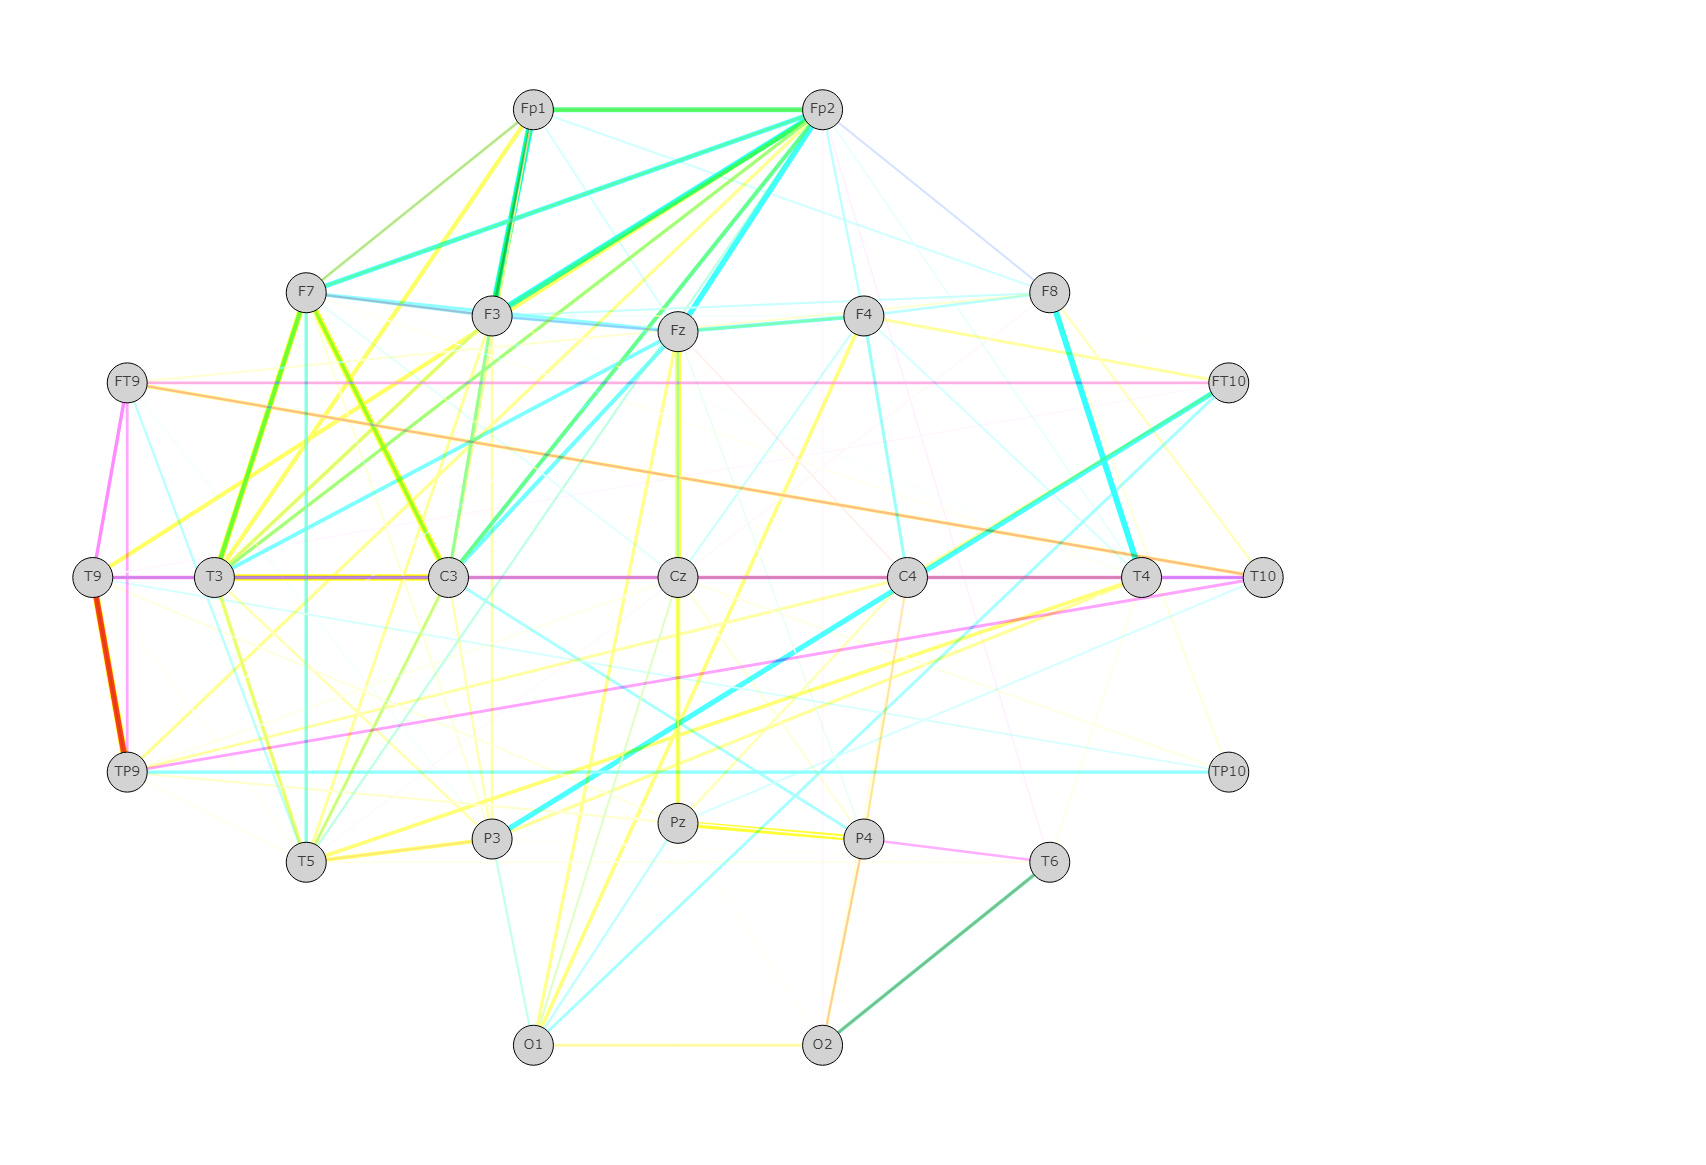 Fp1 Fp2
F7 F8
F3 Fz F4
FT9 FT10
T9 T3 C3 Cz C4 T4 T10
TP9 TP10
Pz
P3 P4
T5 T6
O1 O2